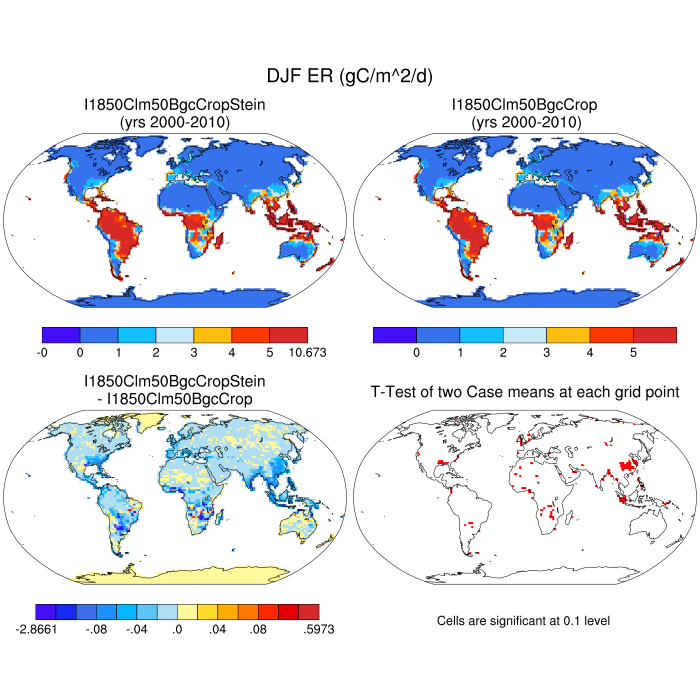 DJF ER (gC/m^2/d)
I1850Clm50BgcCropStein
(yrs 2000-2010)
I1850Clm50BgcCrop
(yrs 2000-2010)
-0 0 1 2 3 4 5 10.673
0 1 2 3 4 5
I1850Clm50BgcCropStein
- I1850Clm50BgcCrop
T-Test of two Case means at each grid point
-2.8661 -.08 -.04 .0 .04 .08 .5973
Cells are significant at 0.1 level